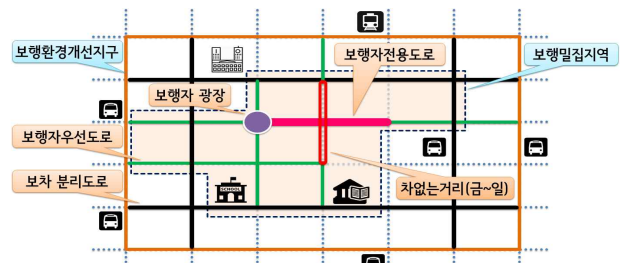 보행환경개선지구
보행자전용도로
보행밀집지역
보행자 광장
보행자우선도로
보차 분리도로
차없는거리(금~일)
SCHOOL